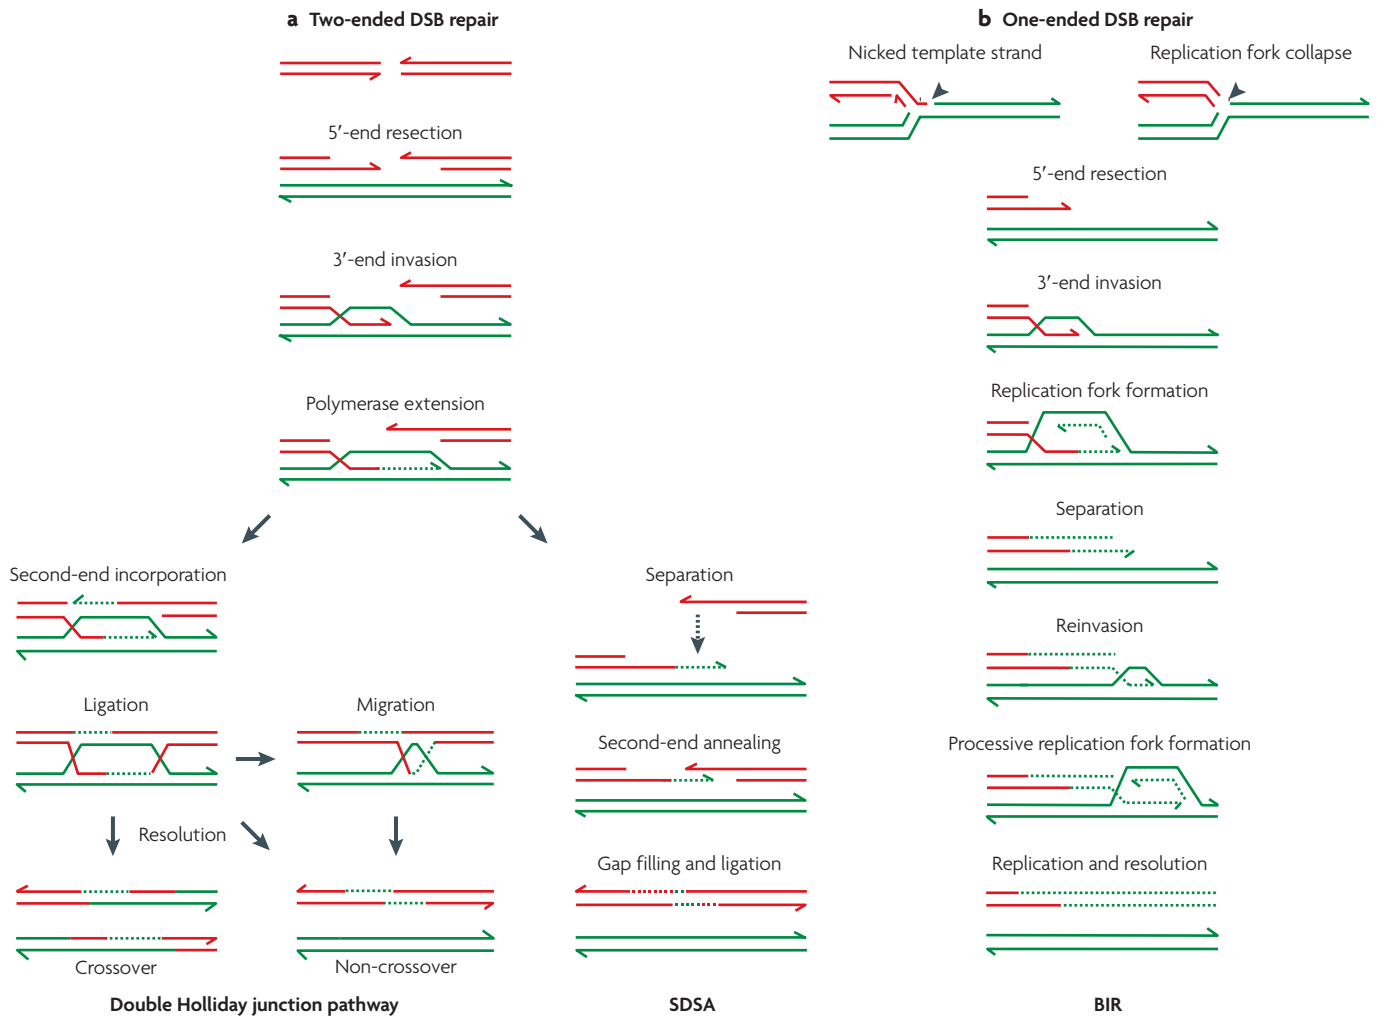 a Two-ended DSB repair
5′-end resection
3′-end invasion
Polymerase extension
Second-end incorporation
Ligation
Migration
Resolution
Crossover
Non-crossover
Double Holliday junction pathway
Separation
Second-end annealing
Gap filling and ligation
SDSA
b One-ended DSB repair
Nicked template strand
Replication fork collapse
5′-end resection
3′-end invasion
Replication fork formation
Separation
Reinvasion
Processive replication fork formation
Replication and resolution
BIR